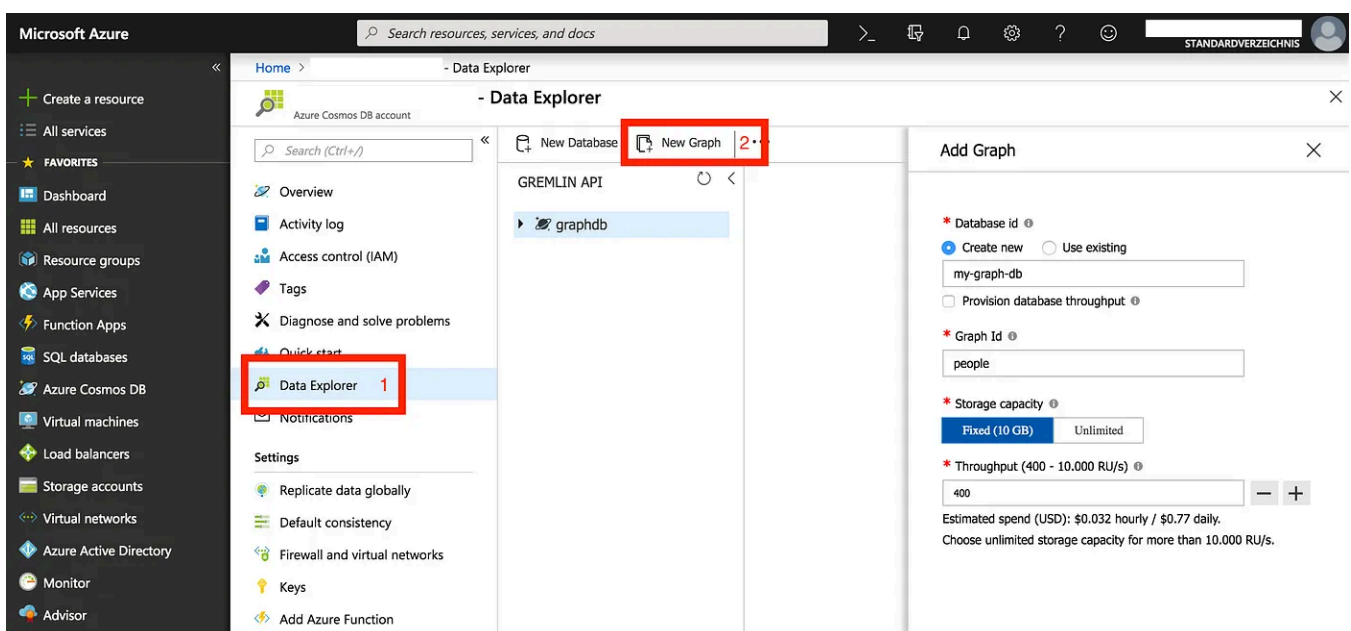 Microsoft Azure
Search resources, services, and docs
STANDARDVERZEICHNIS
Create a resource
All services
FAVORITES
Dashboard
All resources
Resource groups
App Services
Function Apps
SQL databases
Azure Cosmos DB
Virtual machines
Load balancers
Storage accounts
Virtual networks
Azure Active Directory
Monitor
Advisor
Home > - Data Explorer
- Data Explorer
Azure Cosmos DB account
Search (Ctrl+/)
Overview
Activity log
Access control (IAM)
Tags
Diagnose and solve problems
Quick start
Data Explorer 1
Notifications
Settings
Replicate data globally
Default consistency
Firewall and virtual networks
Keys
Add Azure Function
New Database New Graph 2
GREMLIN API
graphdb
Add Graph
* Database id
Create new Use existing
my-graph-db
Provision database throughput
* Graph Id
people
* Storage capacity
Fixed (10 GB) Unlimited
* Throughput (400 - 10.000 RU/s)
400
Estimated spend (USD): $0.032 hourly / $0.77 daily.
Choose unlimited storage capacity for more than 10.000 RU/s.